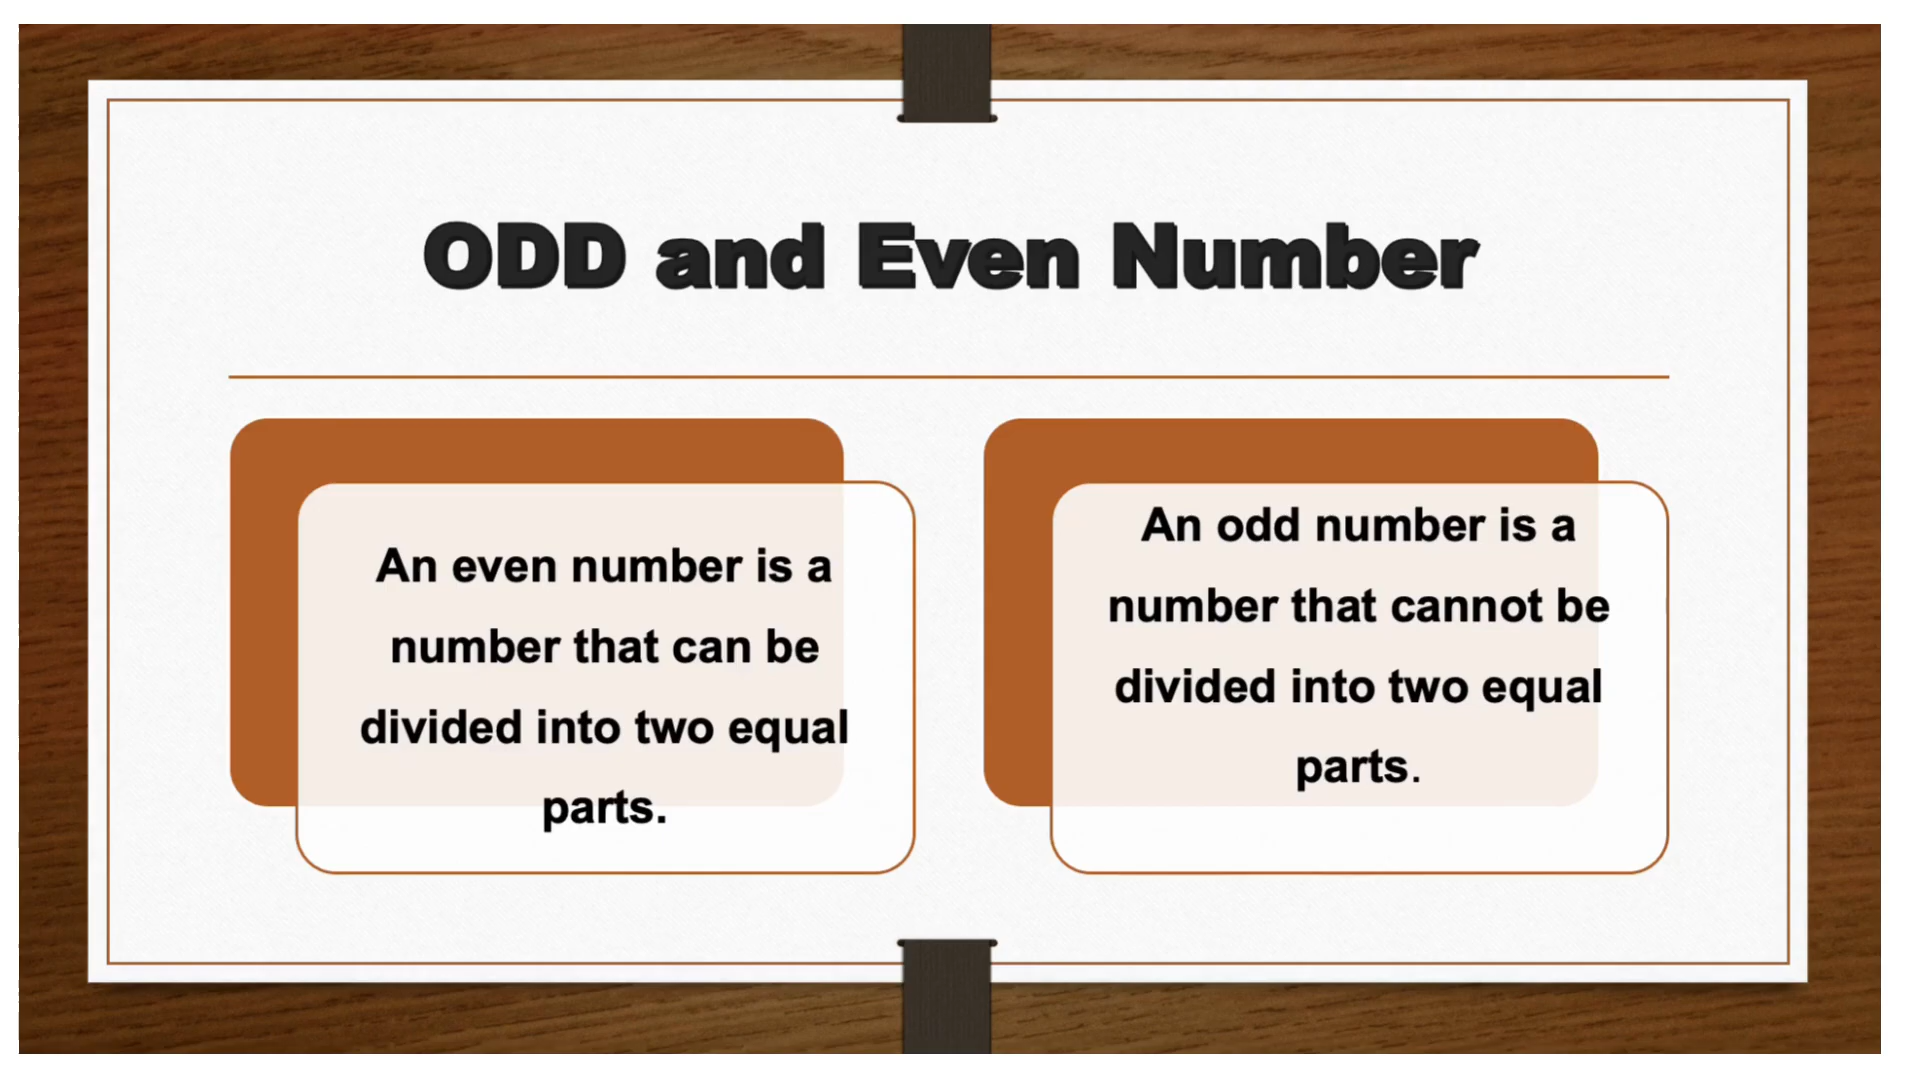 ODD and Even Number
An even number is a
number that can be
divided into two equal
parts.
An odd number is a
number that cannot be
divided into two equal
parts.